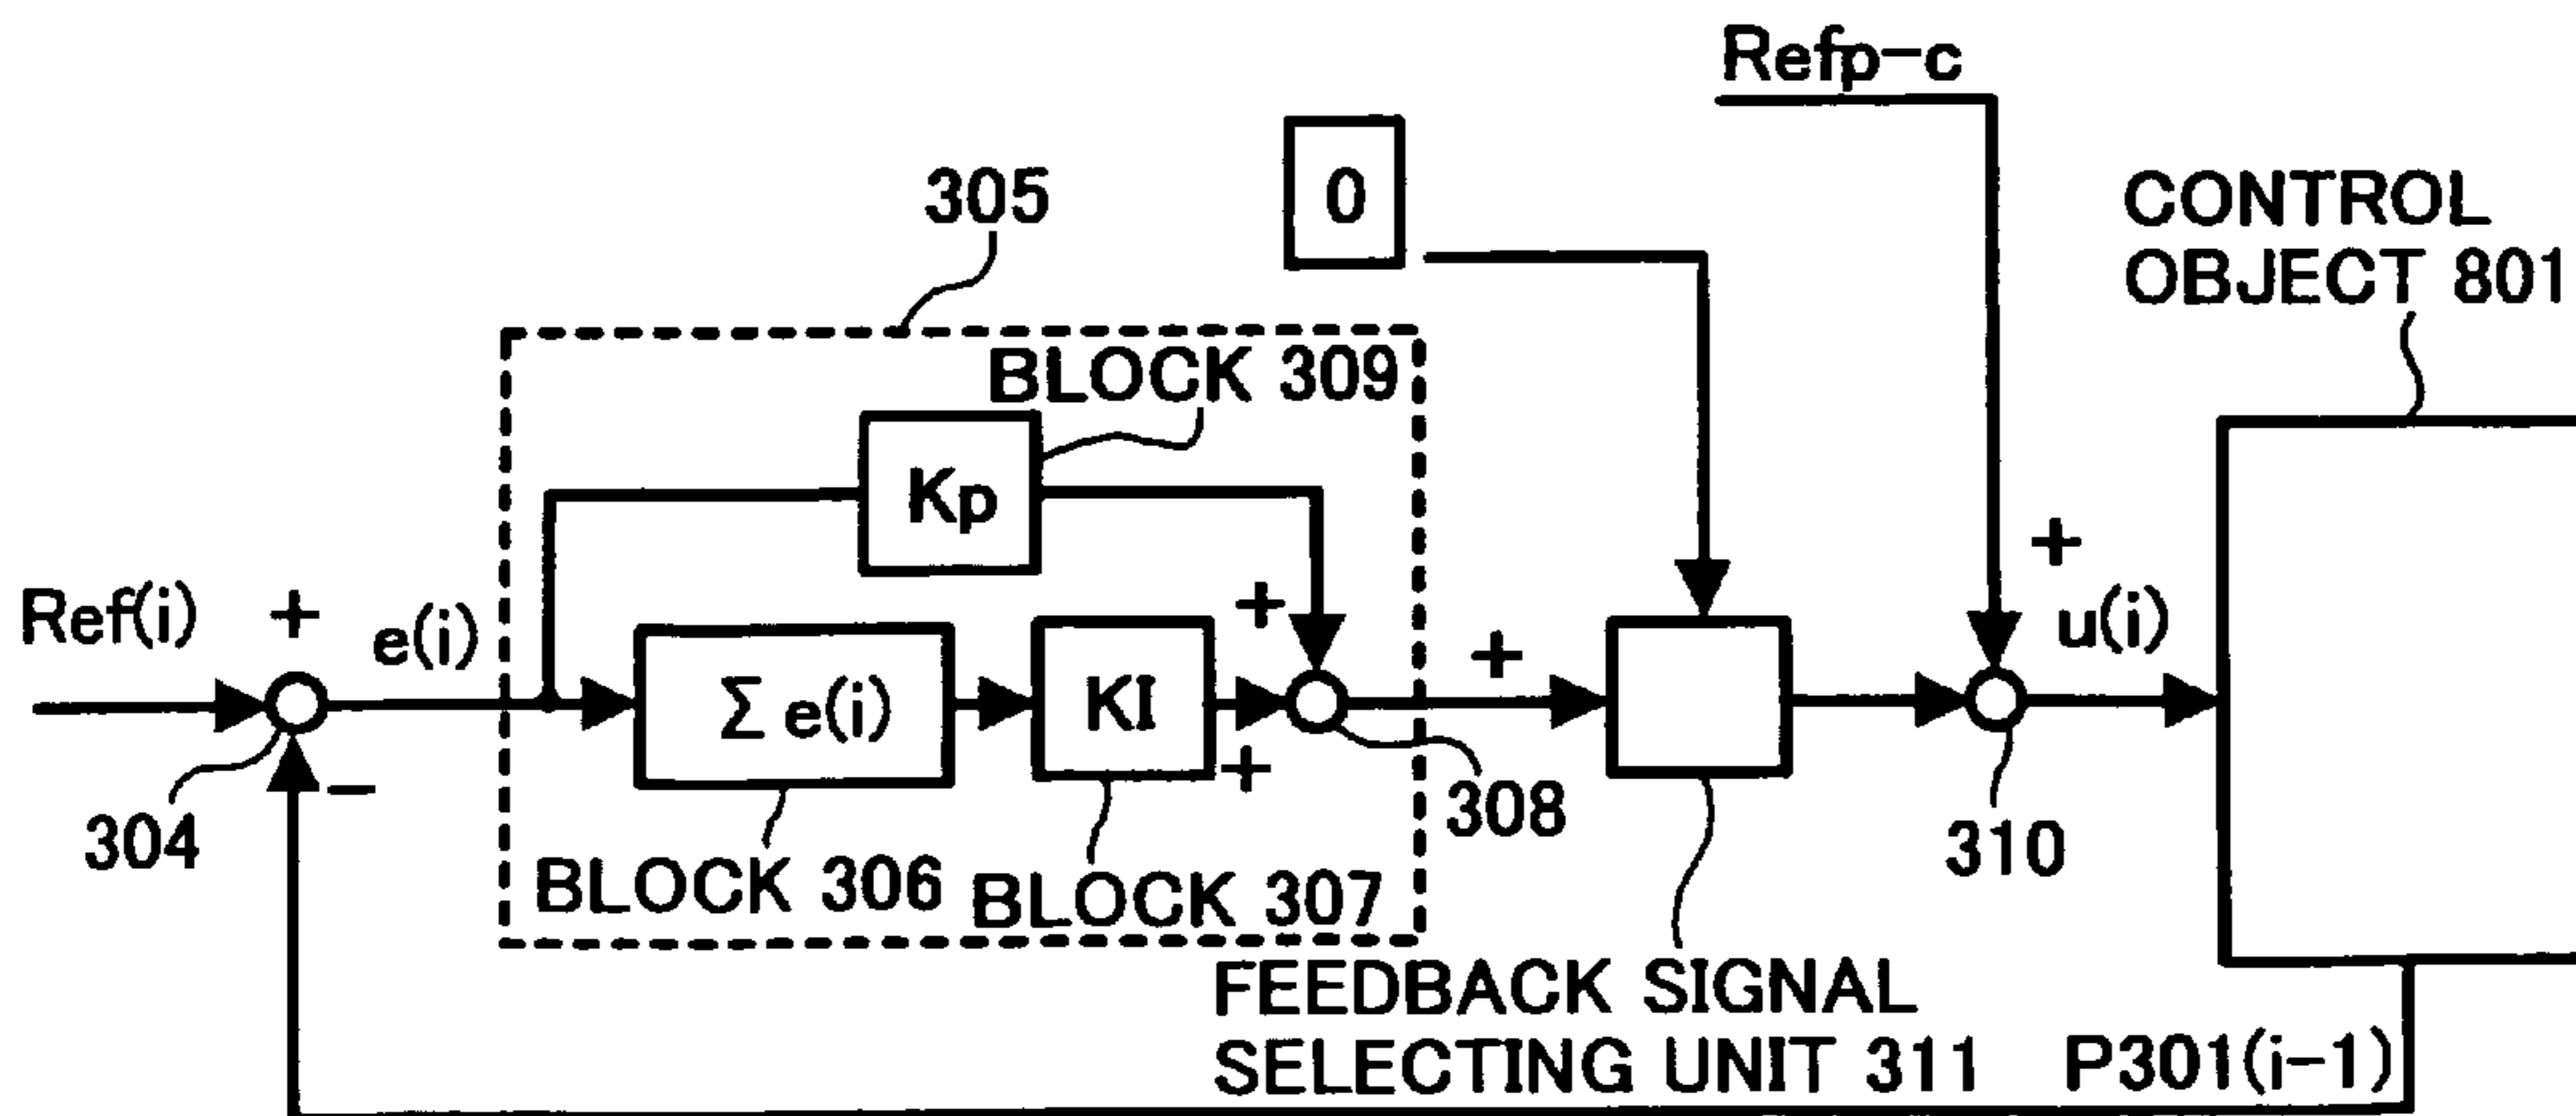 Refp-c
0
305
CONTROL
OBJECT 801
BLOCK 309
Kp
Ref(i)
+
e(i)
+
+
+
u(i)
Σ e(i)
KI
+
−
304
308
310
BLOCK 306
BLOCK 307
FEEDBACK SIGNAL
SELECTING UNIT 311
P301(i-1)